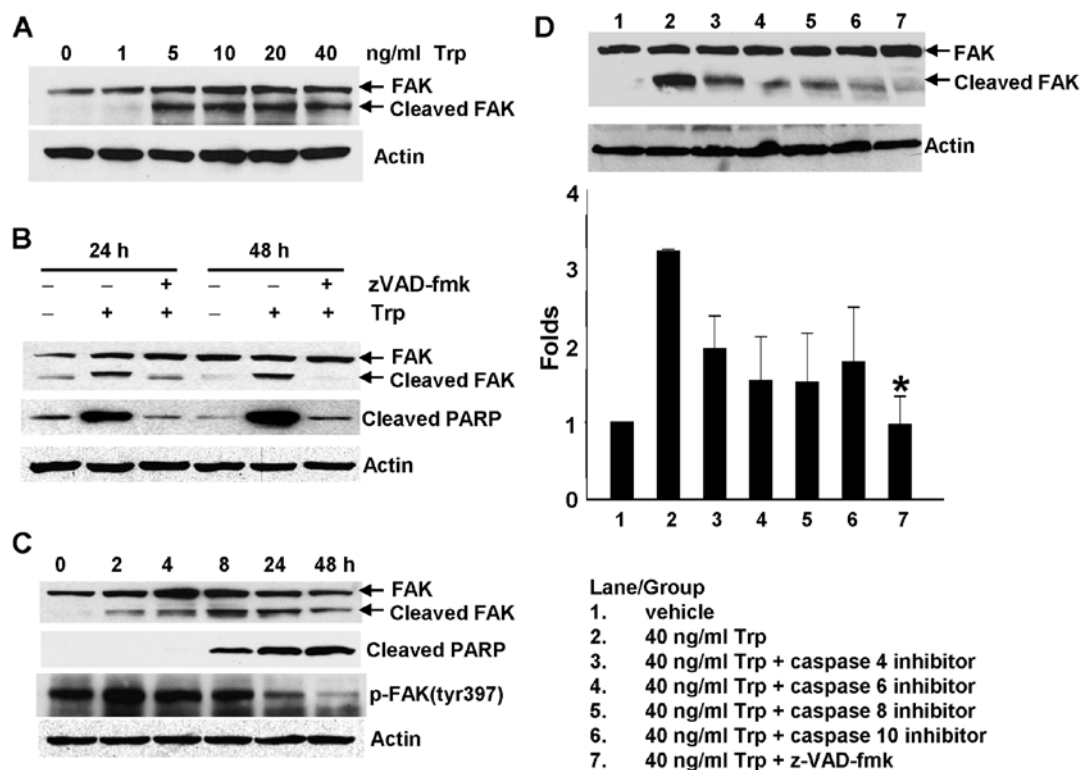 A
0 1 5 10 20 40 ng/ml Trp
FAK
Cleaved FAK
Actin
B
24 h 48 h
– – + – – + zVAD-fmk
– + + – + + Trp
FAK
Cleaved FAK
Cleaved PARP
Actin
C
0 2 4 8 24 48 h
FAK
Cleaved FAK
Cleaved PARP
p-FAK(tyr397)
Actin
D
1 2 3 4 5 6 7
FAK
Cleaved FAK
Actin
Folds
4
3
2
1
0
*
1 2 3 4 5 6 7
Lane/Group
1. vehicle
2. 40 ng/ml Trp
3. 40 ng/ml Trp + caspase 4 inhibitor
4. 40 ng/ml Trp + caspase 6 inhibitor
5. 40 ng/ml Trp + caspase 8 inhibitor
6. 40 ng/ml Trp + caspase 10 inhibitor
7. 40 ng/ml Trp + z-VAD-fmk